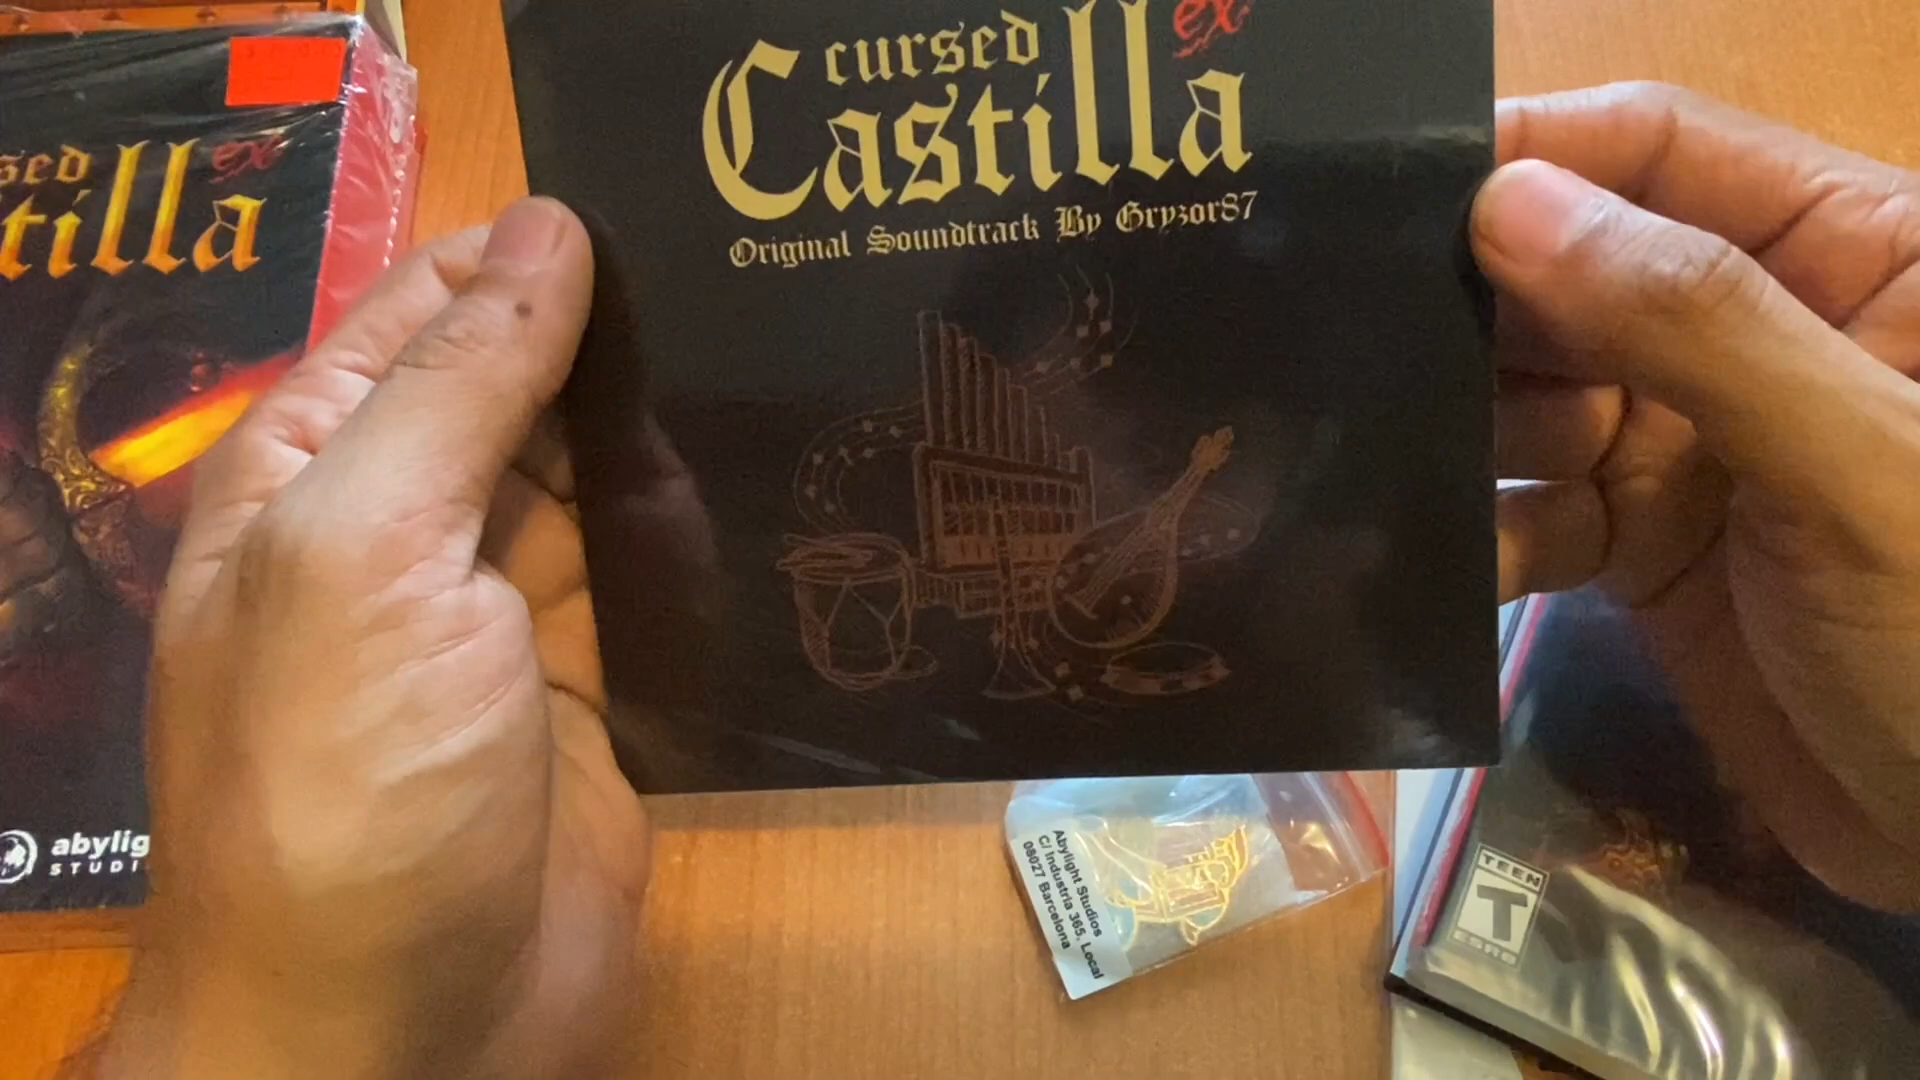 cursed
Castilla
ex
Original Soundtrack By Gryzor87
sed
ex
tilla
abylig
STUDI
Abylight Studios
C/ Industria 365, Local
08027 Barcelona
TEEN
T
ESRB